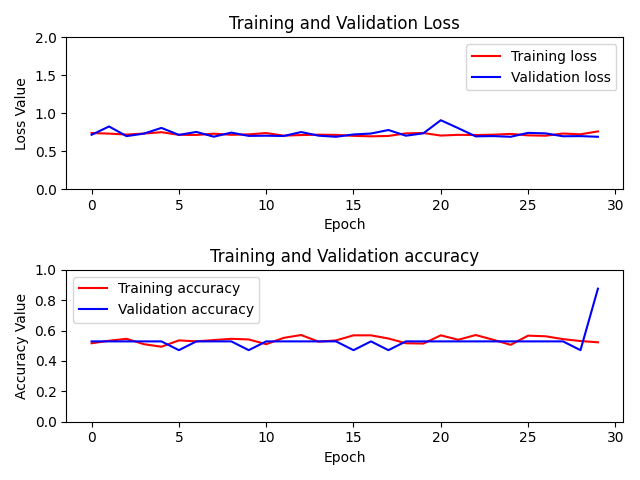 Training and Validation Loss
2.0
1.5
1.0
0.5
0.0
Loss Value
Training loss
Validation loss
0 5 10 15 20 25 30
Epoch
Training and Validation accuracy
1.0
0.8
0.6
0.4
0.2
0.0
Accuracy Value
Training accuracy
Validation accuracy
0 5 10 15 20 25 30
Epoch